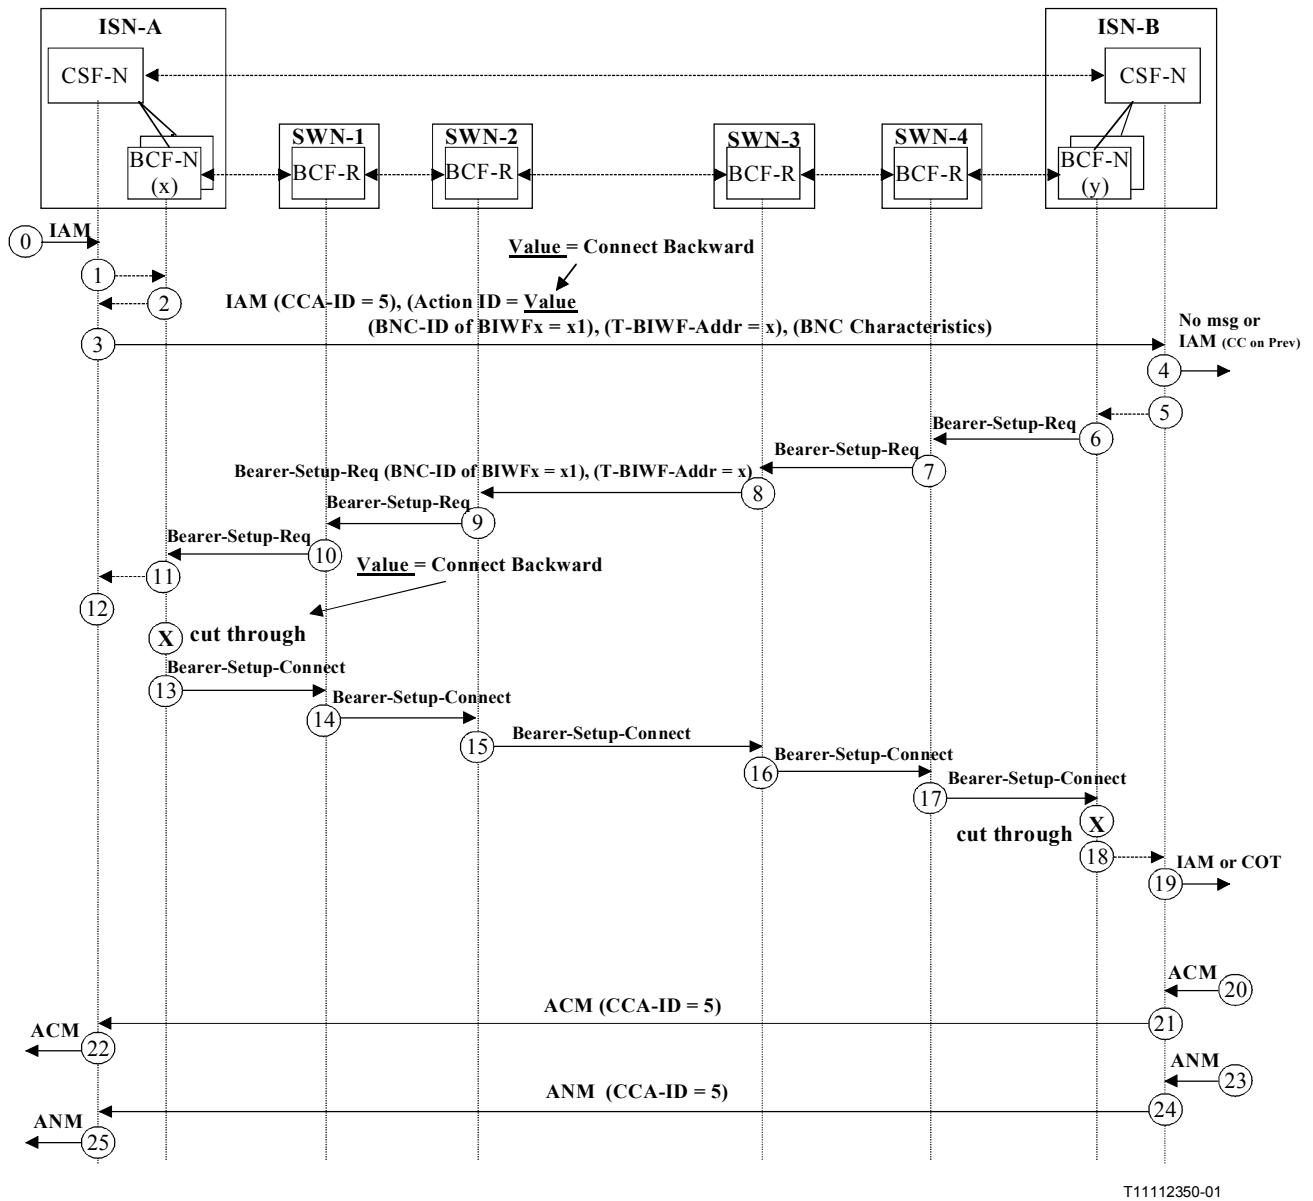 ISN-A
ISN-B
CSF-N
CSF-N
SWN-1
SWN-2
SWN-3
SWN-4
BCF-N
(x)
BCF-R
BCF-R
BCF-R
BCF-R
BCF-N
(y)
0
IAM
1
Value = Connect Backward
2
IAM (CCA-ID = 5), (Action ID = Value
(BNC-ID of BIWFx = x1), (T-BIWF-Addr = x), (BNC Characteristics)
3
No msg or
IAM (CC on Prev)
4
5
Bearer-Setup-Req
6
Bearer-Setup-Req
7
Bearer-Setup-Req (BNC-ID of BIWFx = x1), (T-BIWF-Addr = x)
8
Bearer-Setup-Req
9
Bearer-Setup-Req
10
Value = Connect Backward
11
12
X cut through
Bearer-Setup-Connect
13
Bearer-Setup-Connect
14
Bearer-Setup-Connect
15
Bearer-Setup-Connect
16
Bearer-Setup-Connect
17
cut through X
18
IAM or COT
19
ACM
20
ACM (CCA-ID = 5)
21
ACM
22
ANM
23
ANM (CCA-ID = 5)
24
ANM
25
T11112350-01